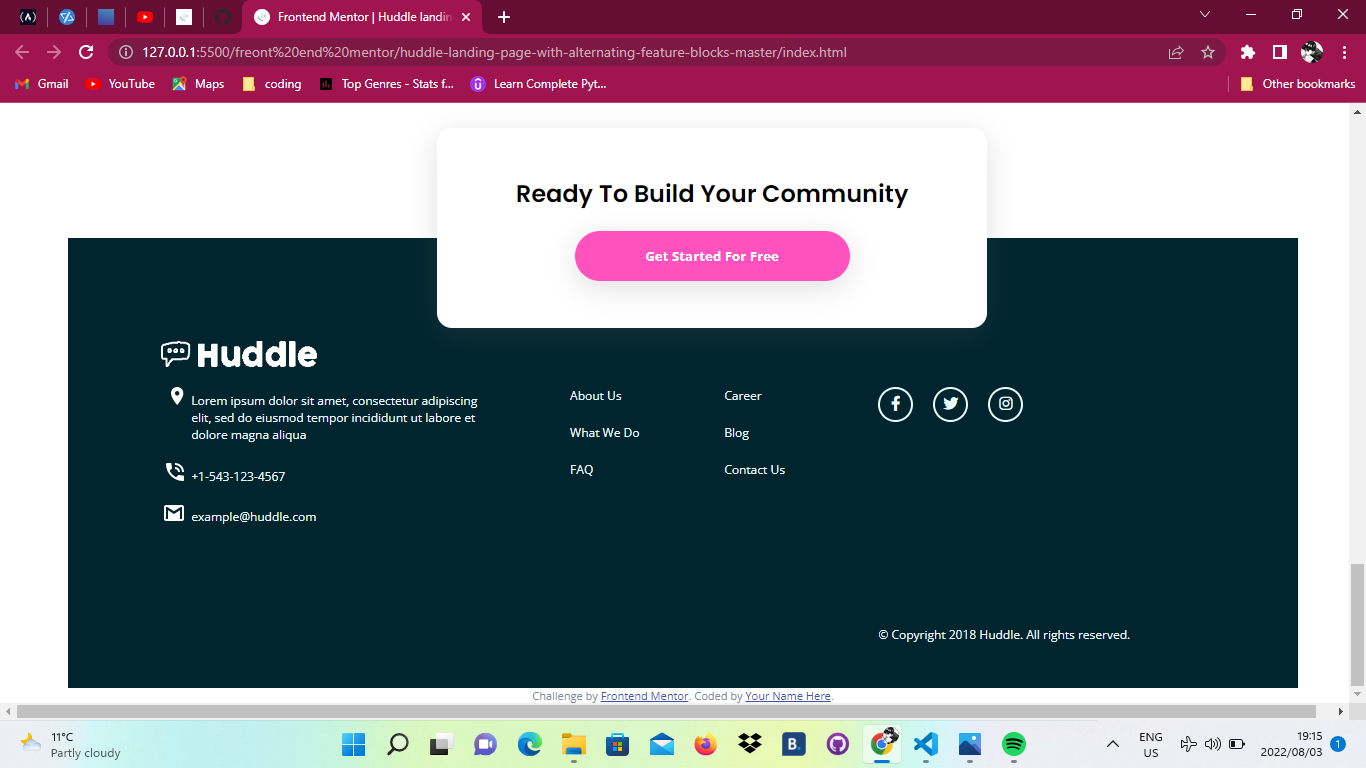 Frontend Mentor | Huddle landin
127.0.0.1:5500/freont%20end%20mentor/huddle-landing-page-with-alternating-feature-blocks-master/index.html
Gmail YouTube Maps coding Top Genres - Stats f... Learn Complete Pyt... Other bookmarks
Ready To Build Your Community
Get Started For Free
Huddle
Lorem ipsum dolor sit amet, consectetur adipiscing
elit, sed do eiusmod tempor incididunt ut labore et
dolore magna aliqua
+1-543-123-4567
example@huddle.com
About Us
What We Do
FAQ
Career
Blog
Contact Us
© Copyright 2018 Huddle. All rights reserved.
Challenge by Frontend Mentor. Coded by Your Name Here.
11°C
Partly cloudy
B.
ENG
US
19:15
2022/08/03
1